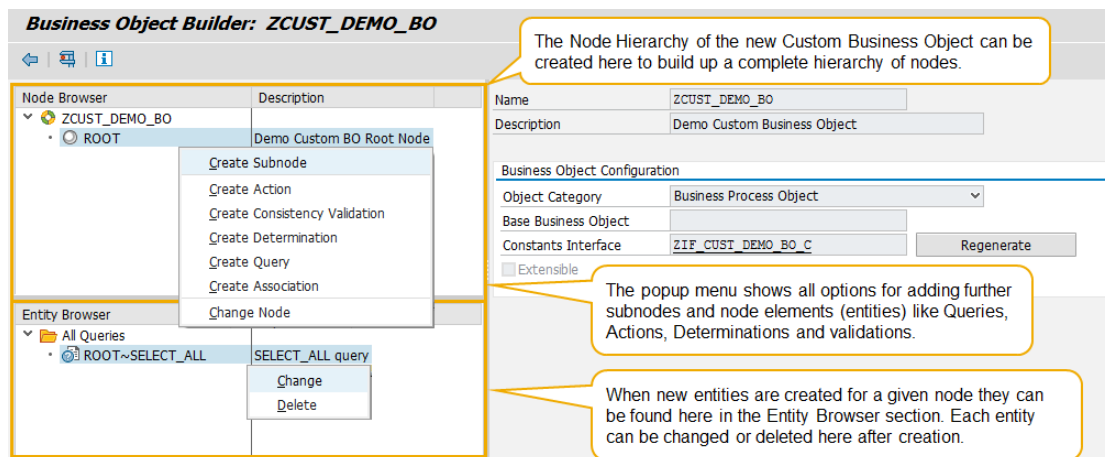 Business Object Builder: ZCUST_DEMO_BO
The Node Hierarchy of the new Custom Business Object can be
created here to build up a complete hierarchy of nodes.
Node Browser Description
ZCUST_DEMO_BO
ROOT Demo Custom BO Root Node
Create Subnode
Create Action
Create Consistency Validation
Create Determination
Create Query
Create Association
Change Node
Name ZCUST_DEMO_BO
Description Demo Custom Business Object
Business Object Configuration
Object Category Business Process Object
Base Business Object
Constants Interface ZIF_CUST_DEMO_BO_C Regenerate
Extensible
The popup menu shows all options for adding further
subnodes and node elements (entities) like Queries,
Actions, Determinations and validations.
Entity Browser
All Queries
ROOT~SELECT_ALL SELECT_ALL query
Change
Delete
When new entities are created for a given node they can
be found here in the Entity Browser section. Each entity
can be changed or deleted here after creation.